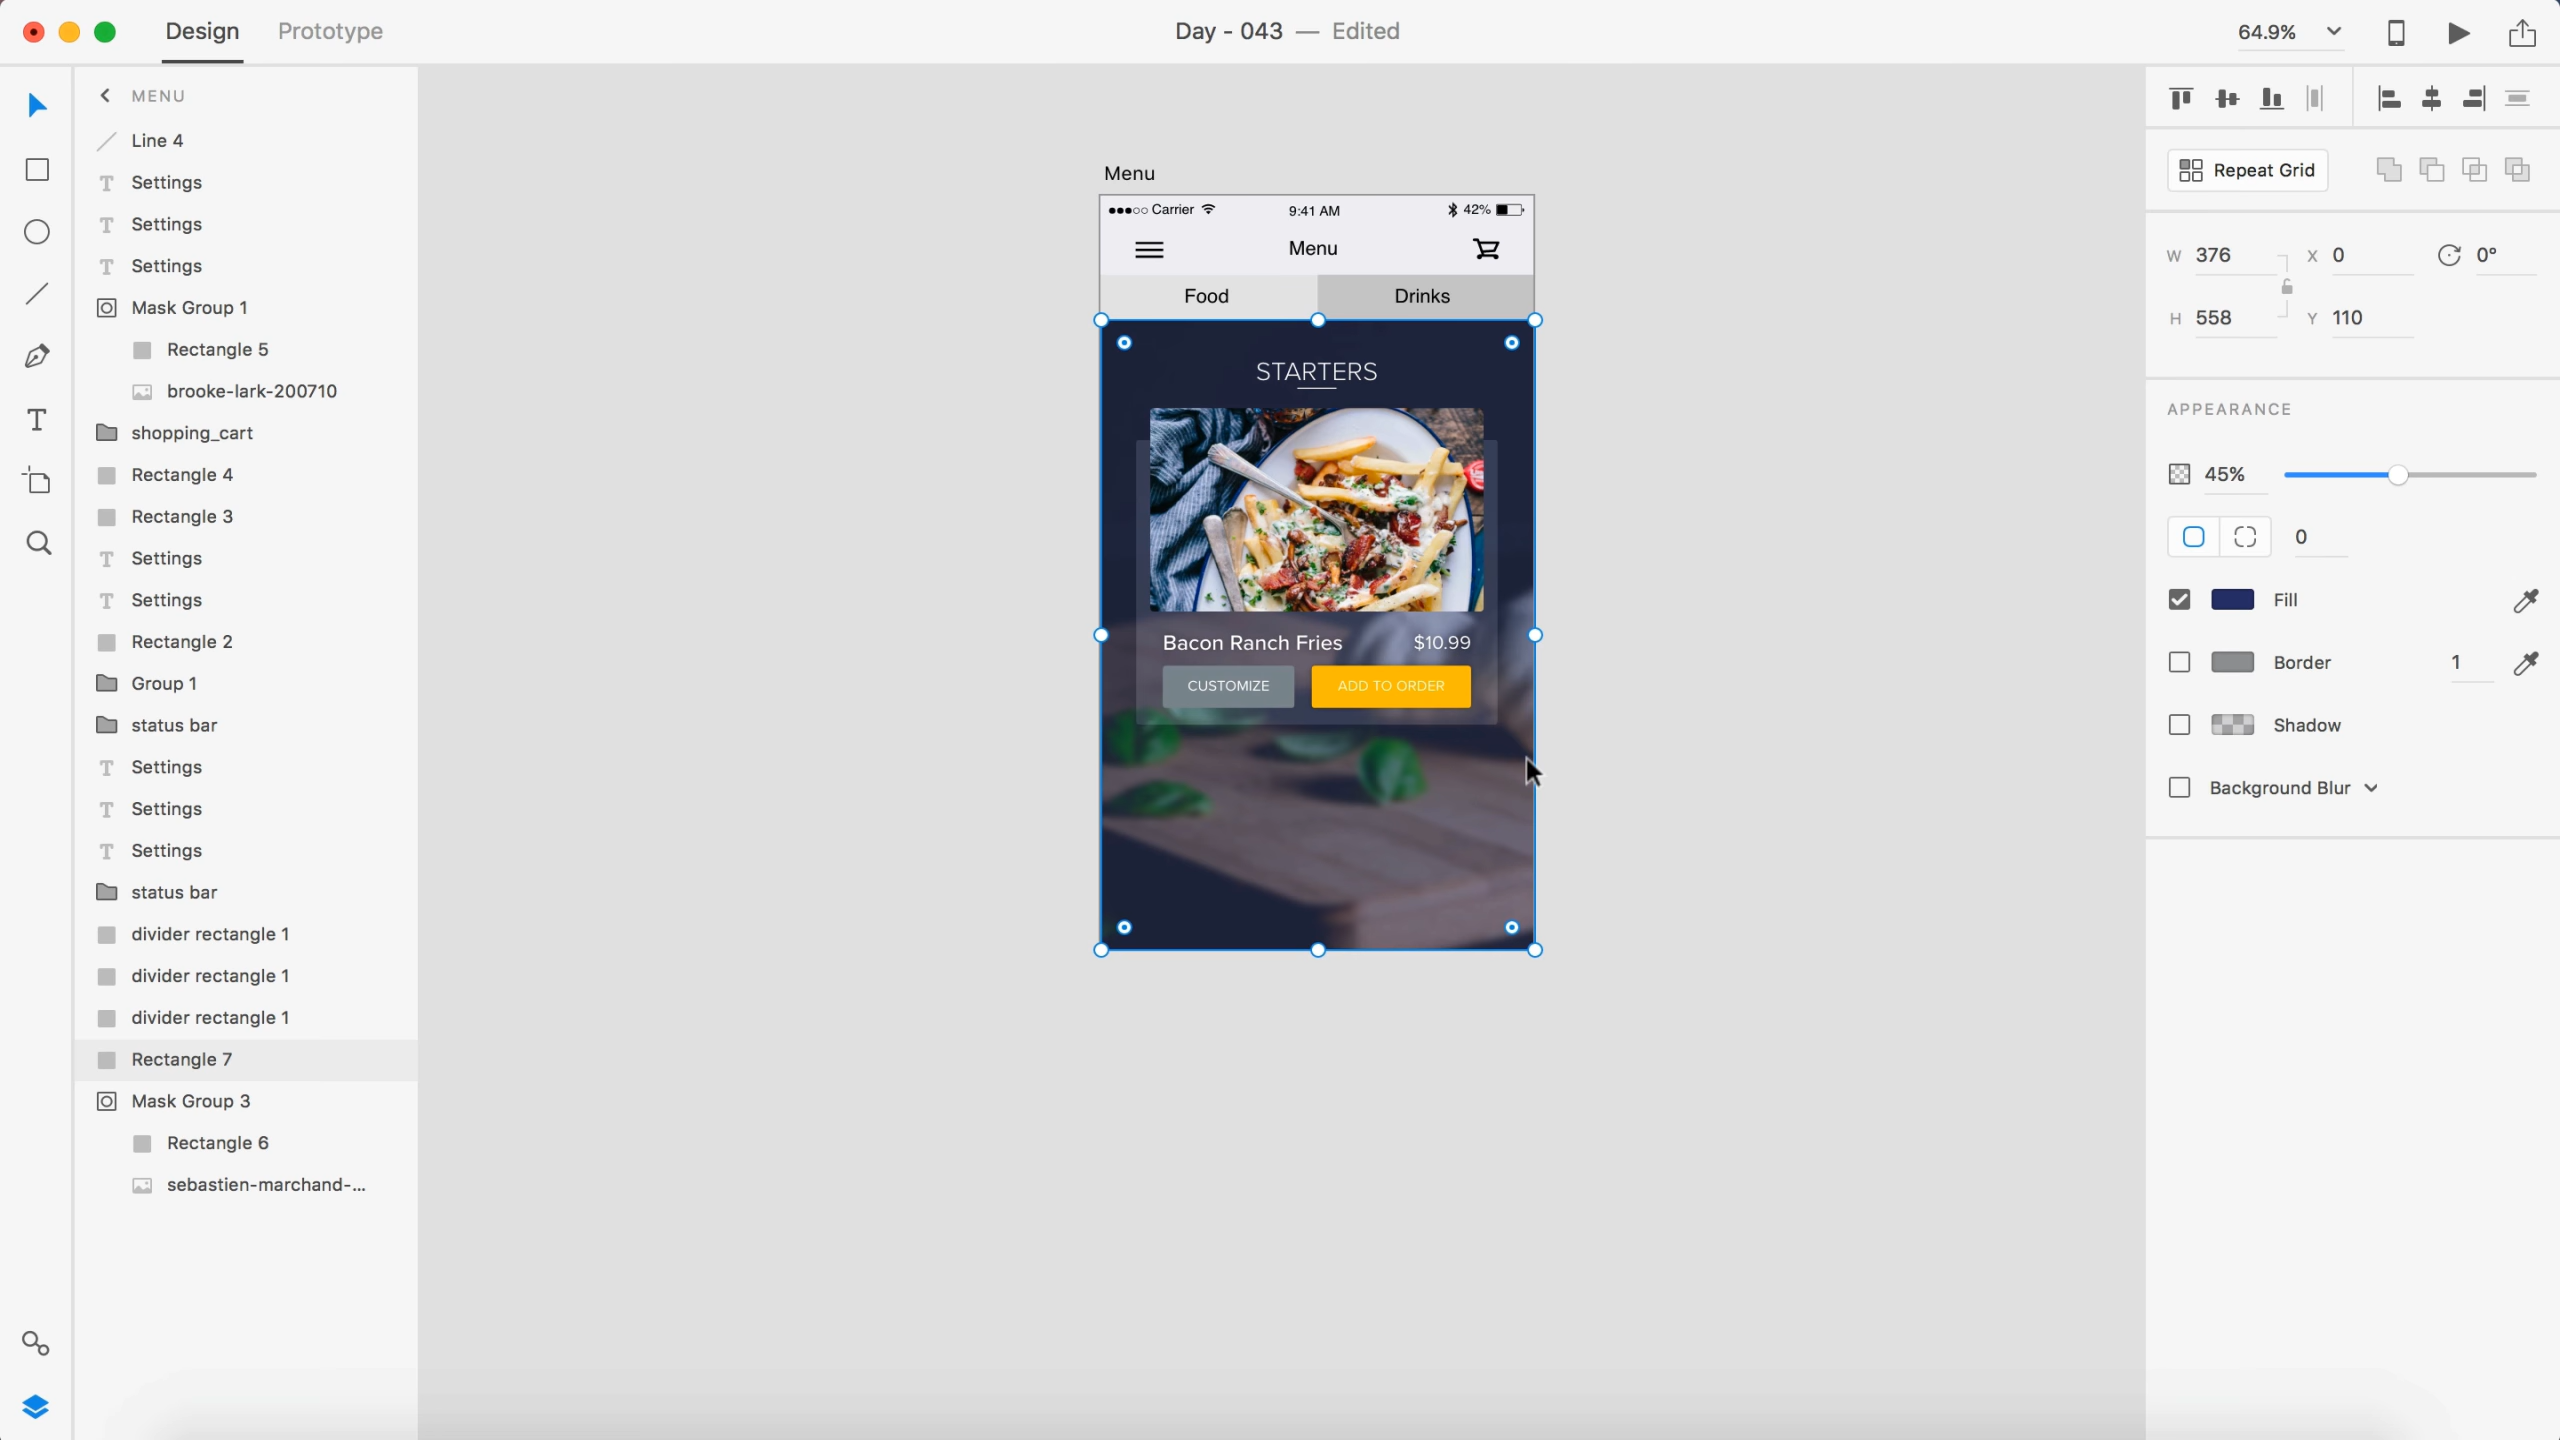 Design
Prototype
Day - 043 — Edited
64.9%
MENU
Line 4
Settings
Settings
Settings
Mask Group 1
Rectangle 5
brooke-lark-200710
shopping_cart
Rectangle 4
Rectangle 3
Settings
Settings
Rectangle 2
Group 1
status bar
Settings
Settings
Settings
status bar
divider rectangle 1
divider rectangle 1
divider rectangle 1
Rectangle 7
Mask Group 3
Rectangle 6
sebastien-marchand-...
Menu
Carrier
9:41 AM
42%
Menu
Food
Drinks
STARTERS
Bacon Ranch Fries
$10.99
CUSTOMIZE
ADD TO ORDER
Repeat Grid
W 376
X 0
0°
H 558
Y 110
APPEARANCE
45%
0
Fill
Border
1
Shadow
Background Blur